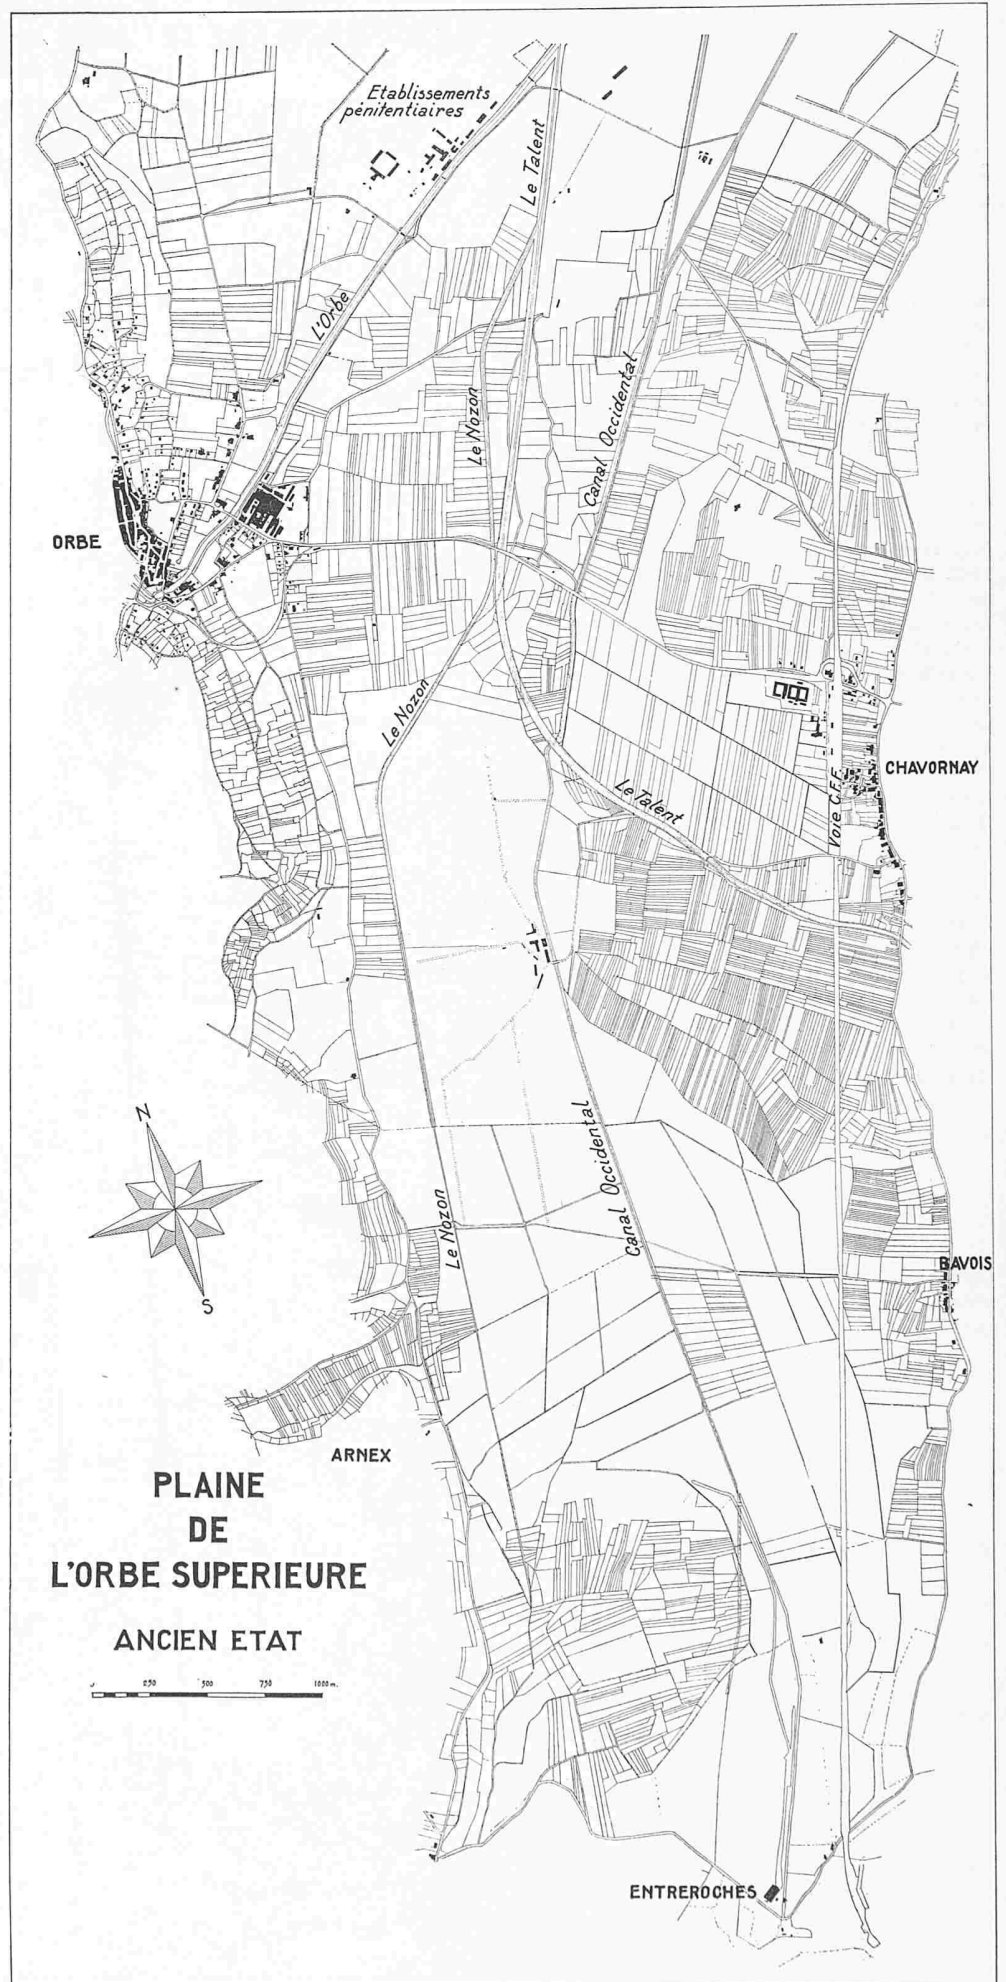 Etablissements
pénitentiaires
Le Talent
L'Orbe
Le Nozon
Canal Occidental
ORBE
Le Nozon
CHAVORNAY
Le Talent
Voie C.F.F.
N
Canal Occidental
Le Nozon
S
BAVOIS
ARNEX
PLAINE
DE
L'ORBE SUPERIEURE
ANCIEN ETAT
250 500 750 1000 m.
ENTREROCHES